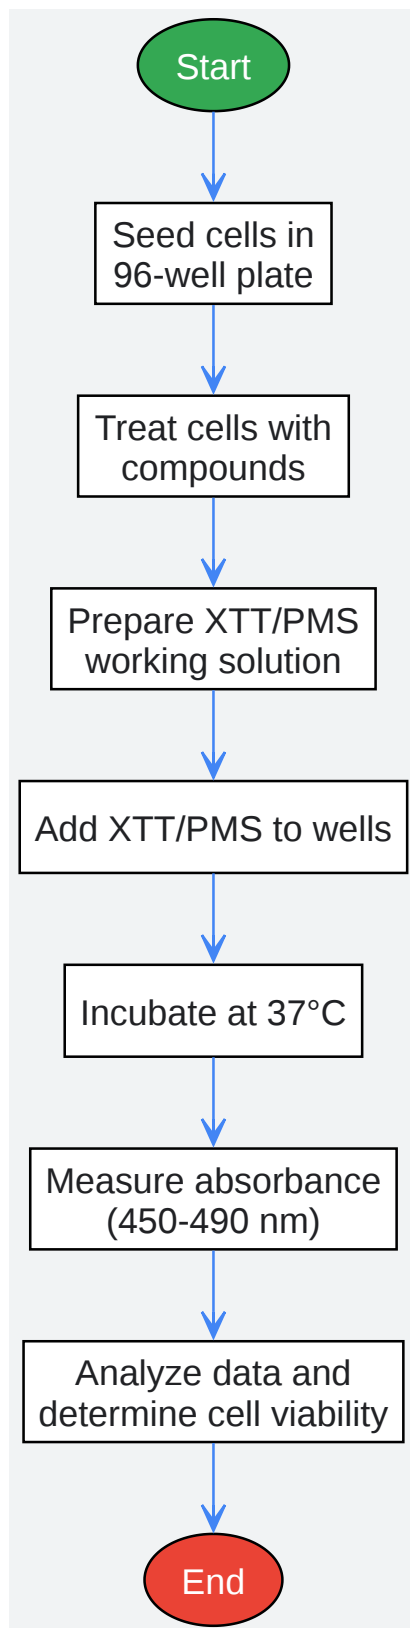 Start
Seed cells in
96-well plate
Treat cells with
compounds
Prepare XTT/PMS
working solution
Add XTT/PMS to wells
Incubate at 37°C
Measure absorbance
(450-490 nm)
Analyze data and
determine cell viability
End